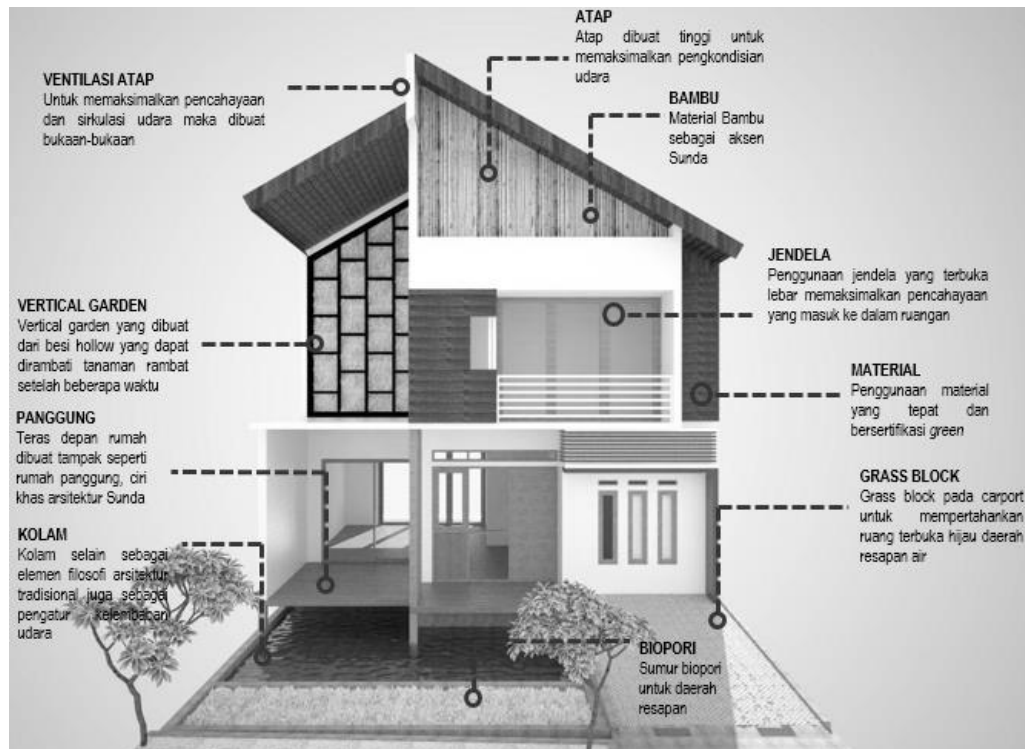 ATAP
Atap dibuat tinggi untuk
memaksimalkan pengkondisian
udara
VENTILASI ATAP
Untuk memaksimalkan pencahayaan
dan sirkulasi udara maka dibuat
bukaan-bukaan
BAMBU
Material Bambu
sebagai aksen
Sunda
JENDELA
Penggunaan jendela yang terbuka
lebar memaksimalkan pencahayaan
yang masuk ke dalam ruangan
VERTICAL GARDEN
Vertical garden yang dibuat
dari besi hollow yang dapat
dirambati tanaman rambat
setelah beberapa waktu
MATERIAL
Penggunaan material
yang tepat dan
bersertifikasi green
PANGGUNG
Teras depan rumah
dibuat tampak seperti
rumah panggung, ciri
khas arsitektur Sunda
GRASS BLOCK
Grass block pada carport
untuk mempertahankan
ruang terbuka hijau daerah
resapan air
KOLAM
Kolam selain sebagai
elemen filosofi arsitektur
tradisional juga sebagai
pengatur kelembaban
udara
BIOPORI
Sumur biopori
untuk daerah
resapan